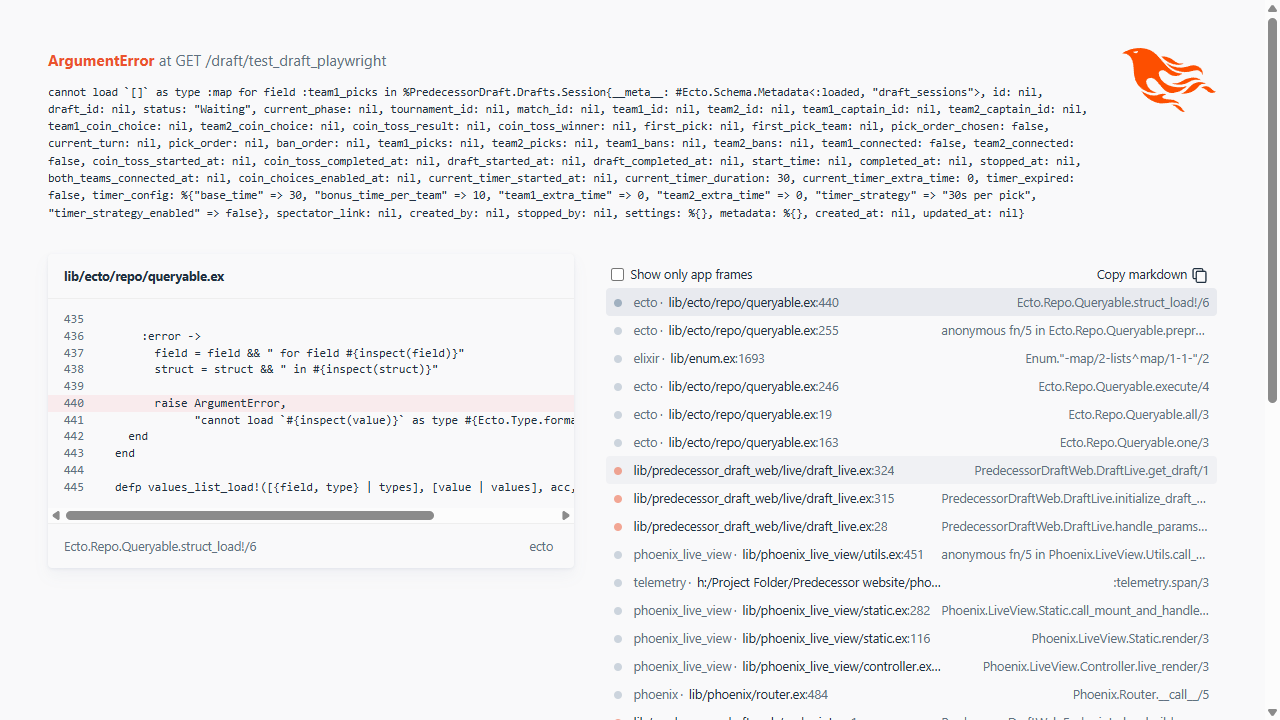 ArgumentError at GET /draft/test_draft_playwright
cannot load `[]` as type :map for field :team1_picks in %PredecessorDraft.Drafts.Session{__meta__: #Ecto.Schema.Metadata<:loaded, "draft_sessions">, id: nil,
draft_id: nil, status: "Waiting", current_phase: nil, tournament_id: nil, match_id: nil, team1_id: nil, team2_id: nil, team1_captain_id: nil, team2_captain_id: nil,
team1_coin_choice: nil, team2_coin_choice: nil, coin_toss_result: nil, coin_toss_winner: nil, first_pick: nil, first_pick_team: nil, pick_order_chosen: false,
current_turn: nil, pick_order: nil, ban_order: nil, team1_picks: nil, team2_picks: nil, team1_bans: nil, team2_bans: nil, team1_connected: false, team2_connected:
false, coin_toss_started_at: nil, coin_toss_completed_at: nil, draft_started_at: nil, draft_completed_at: nil, start_time: nil, completed_at: nil, stopped_at: nil,
both_teams_connected_at: nil, coin_choices_enabled_at: nil, current_timer_started_at: nil, current_timer_duration: 30, current_timer_extra_time: 0, timer_expired:
false, timer_config: %{"base_time" => 30, "bonus_time_per_team" => 10, "team1_extra_time" => 0, "team2_extra_time" => 0, "timer_strategy" => "30s per pick",
"timer_strategy_enabled" => false}, spectator_link: nil, created_by: nil, stopped_by: nil, settings: %{}, metadata: %{}, created_at: nil, updated_at: nil}
lib/ecto/repo/queryable.ex
435
436 :error ->
437 field = field && " for field #{inspect(field)}"
438 struct = struct && " in #{inspect(struct)}"
439
440 raise ArgumentError,
441 "cannot load `#{inspect(value)}` as type #{Ecto.Type.forma
442 end
443 end
444
445 defp values_list_load!([{field, type} | types], [value | values], acc,
Ecto.Repo.Queryable.struct_load!/6 ecto
Show only app frames Copy markdown
ecto · lib/ecto/repo/queryable.ex:440 Ecto.Repo.Queryable.struct_load!/6
ecto · lib/ecto/repo/queryable.ex:255 anonymous fn/5 in Ecto.Repo.Queryable.prepr...
elixir · lib/enum.ex:1693 Enum."-map/2-lists^map/1-1-"/2
ecto · lib/ecto/repo/queryable.ex:246 Ecto.Repo.Queryable.execute/4
ecto · lib/ecto/repo/queryable.ex:19 Ecto.Repo.Queryable.all/3
ecto · lib/ecto/repo/queryable.ex:163 Ecto.Repo.Queryable.one/3
lib/predecessor_draft_web/live/draft_live.ex:324 PredecessorDraftWeb.DraftLive.get_draft/1
lib/predecessor_draft_web/live/draft_live.ex:315 PredecessorDraftWeb.DraftLive.initialize_draft_...
lib/predecessor_draft_web/live/draft_live.ex:28 PredecessorDraftWeb.DraftLive.handle_params...
phoenix_live_view · lib/phoenix_live_view/utils.ex:451 anonymous fn/5 in Phoenix.LiveView.Utils.call_...
telemetry · h:/Project Folder/Predecessor website/pho... :telemetry.span/3
phoenix_live_view · lib/phoenix_live_view/static.ex:282 Phoenix.LiveView.Static.call_mount_and_handle...
phoenix_live_view · lib/phoenix_live_view/static.ex:116 Phoenix.LiveView.Static.render/3
phoenix_live_view · lib/phoenix_live_view/controller.ex... Phoenix.LiveView.Controller.live_render/3
phoenix · lib/phoenix/router.ex:484 Phoenix.Router.__call__/5